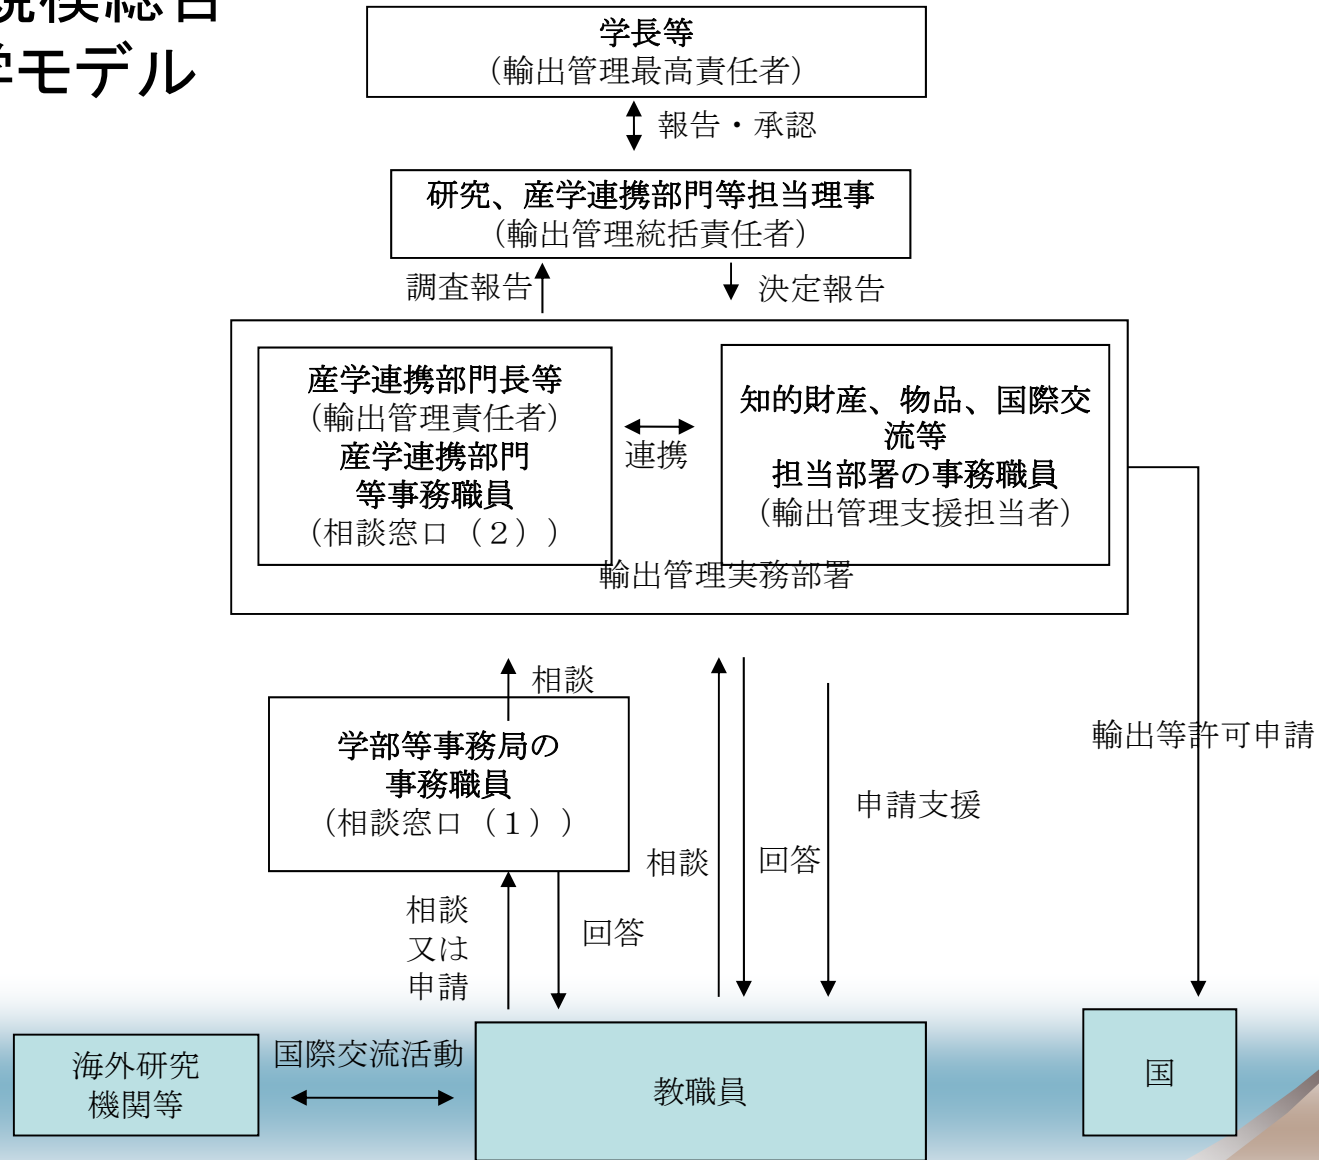 規模総合
学モデル
学長等
（輸出管理最高責任者）
報告・承認
研究、産学連携部門等担当理事
（輸出管理統括責任者）
調査報告
決定報告
産学連携部門長等
（輸出管理責任者）
産学連携部門
等事務職員
（相談窓口（２））
連携
知的財産、物品、国際交
流等
担当部署の事務職員
（輸出管理支援担当者）
輸出管理実務部署
相談
学部等事務局の
事務職員
（相談窓口（１））
輸出等許可申請
申請支援
相談
回答
相談
又は
申請
回答
海外研究
機関等
国際交流活動
教職員
国